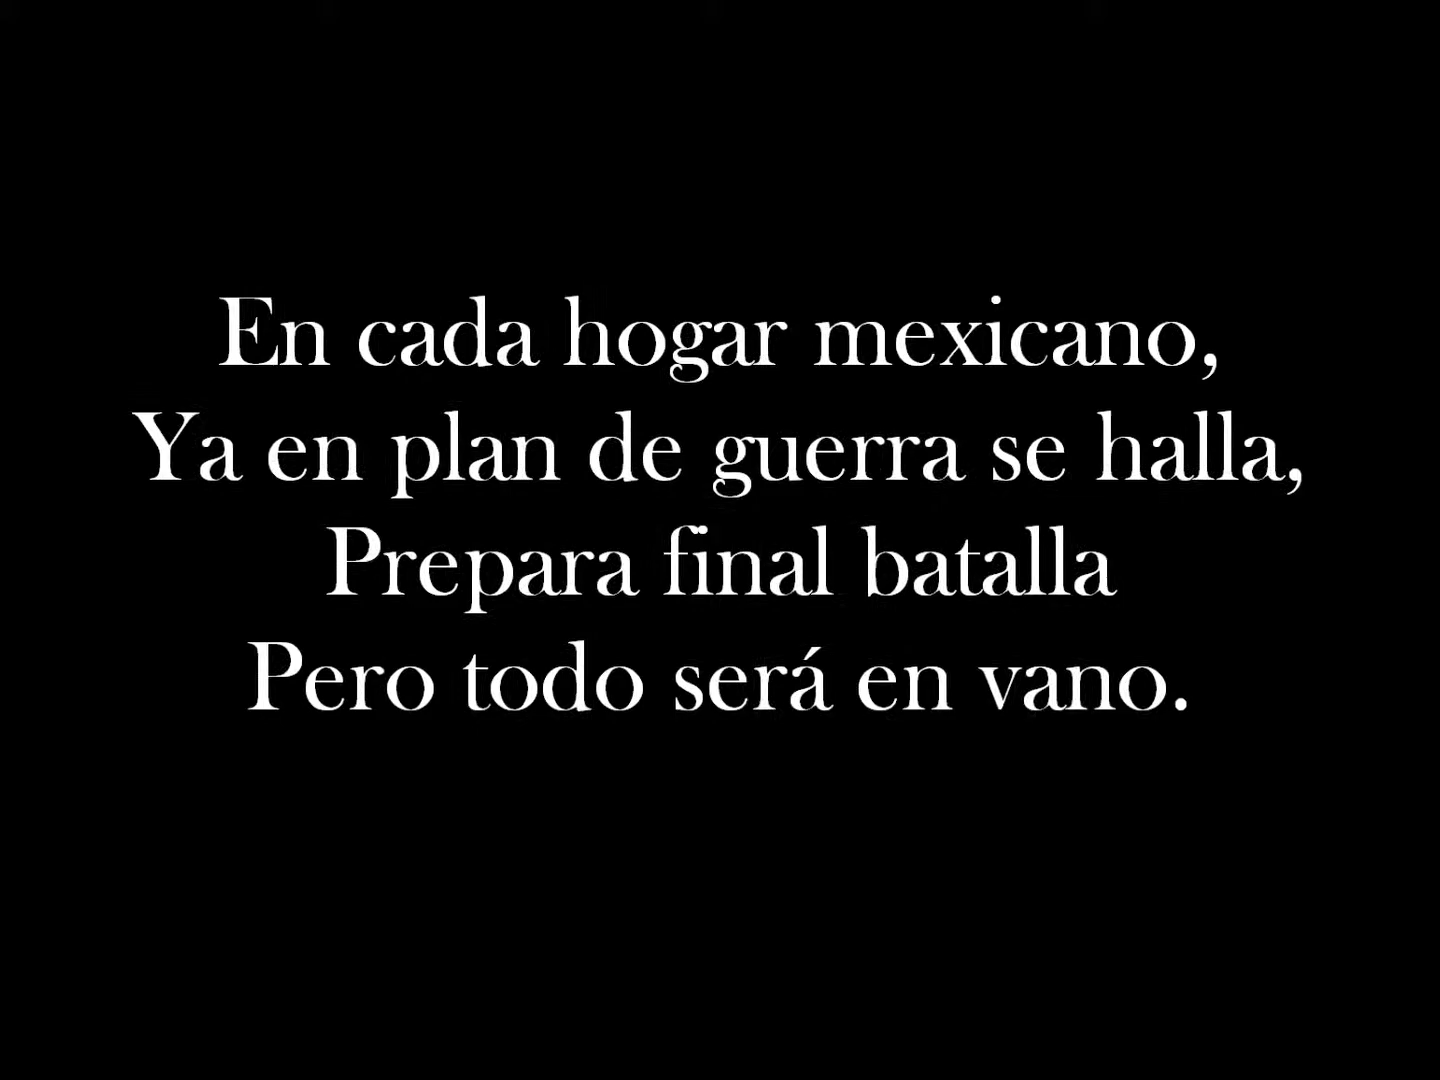 En cada hogar mexicano,
Ya en plan de guerra se halla,
Prepara final batalla
Pero todo será en vano.